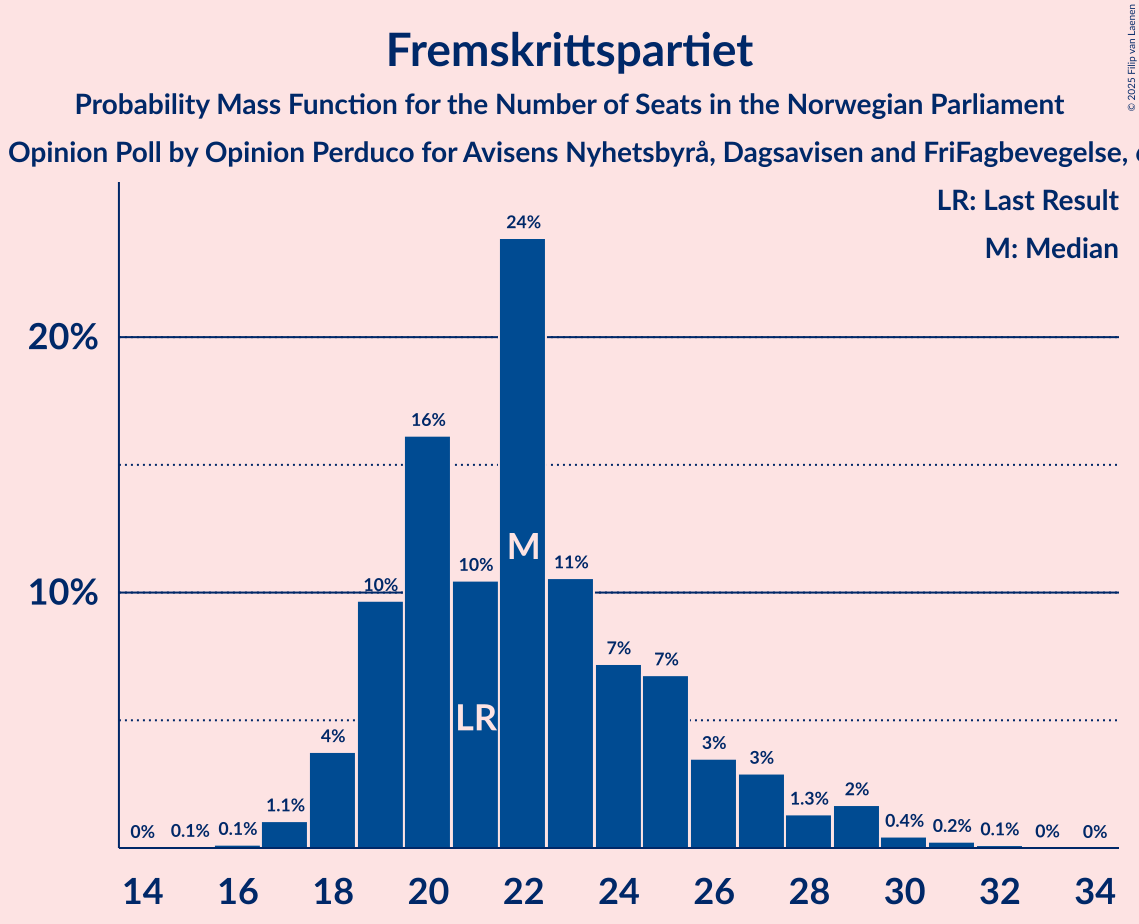 © 2025 Filip van Laenen
Fremskrittspartiet
Probability Mass Function for the Number of Seats in the Norwegian Parliament
Opinion Poll by Opinion Perduco for Avisens Nyhetsbyrå, Dagsavisen and FriFagbevegelse,
LR: Last Result
M: Median
20%
10%
0% 0.1% 0.1% 1.1% 4% 10% 16% 10% 24% 11% 7% 7% 3% 3% 1.3% 2% 0.4% 0.2% 0.1% 0% 0%
M
LR
14 16 18 20 22 24 26 28 30 32 34